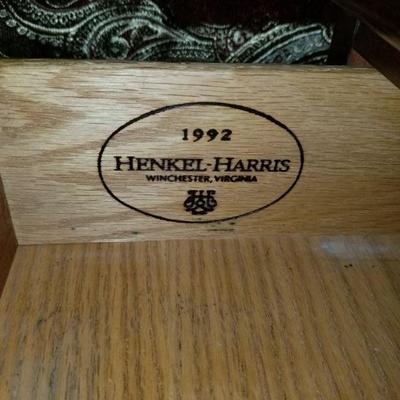 1992
HENKEL-HARRIS
WINCHESTER, VIRGINIA